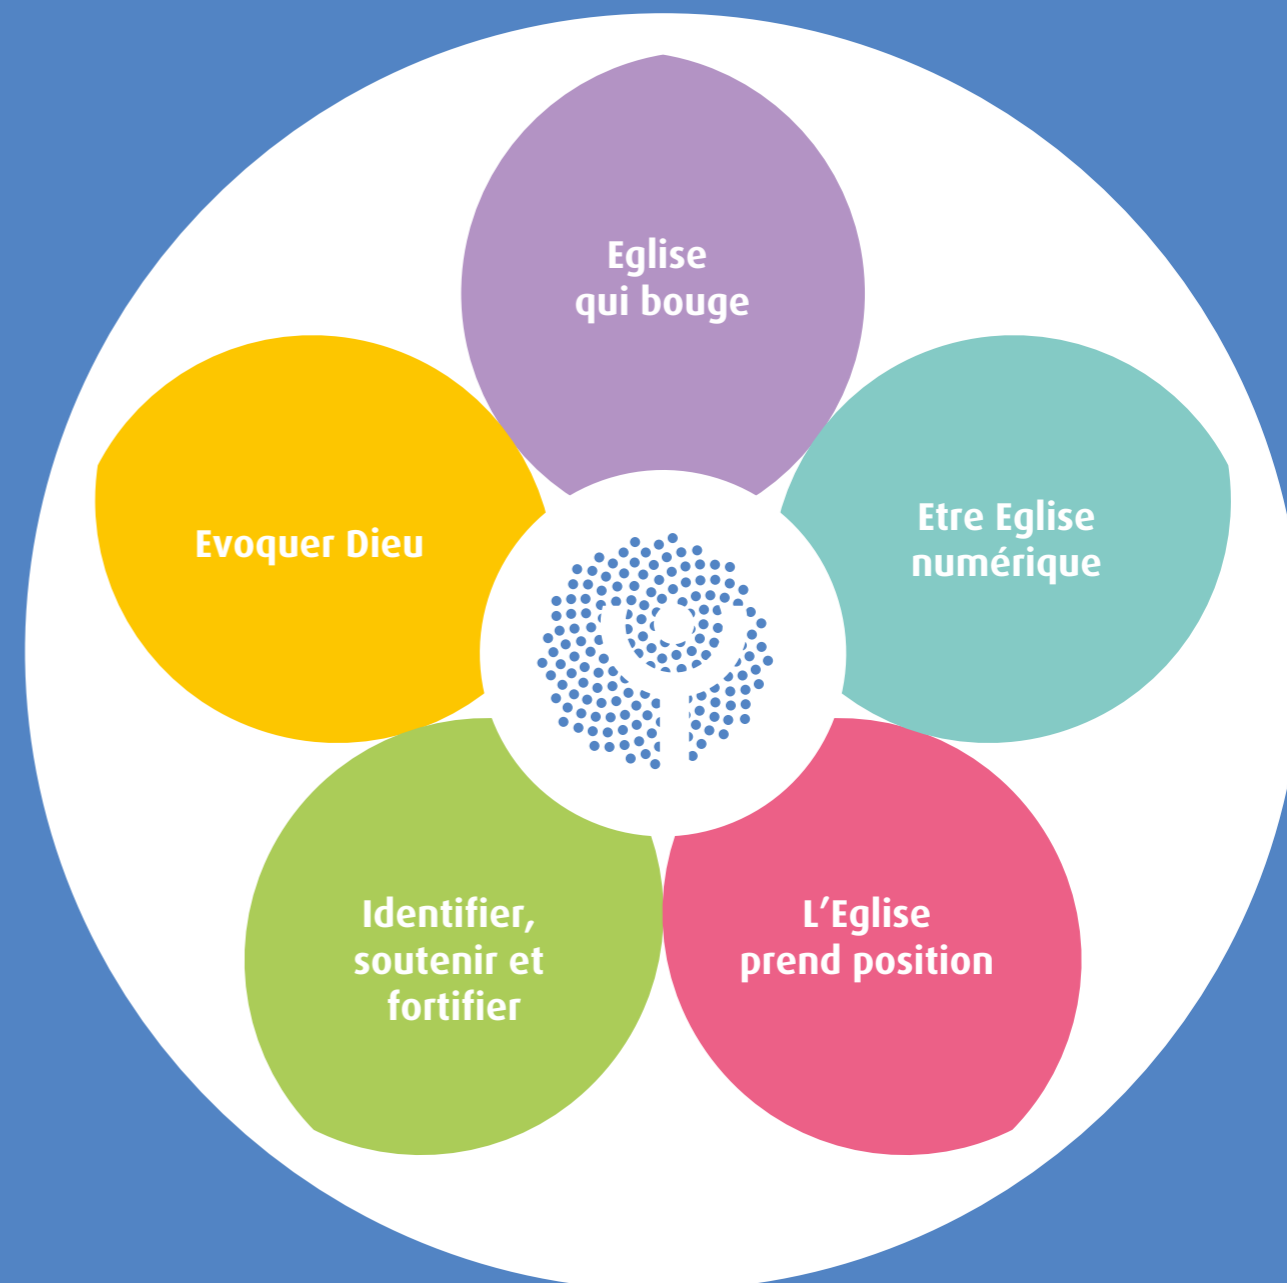 Eglise
qui bouge
Etre Eglise
numérique
Evoquer Dieu
L’Eglise
prend position
Identifier,
soutenir et
fortifier